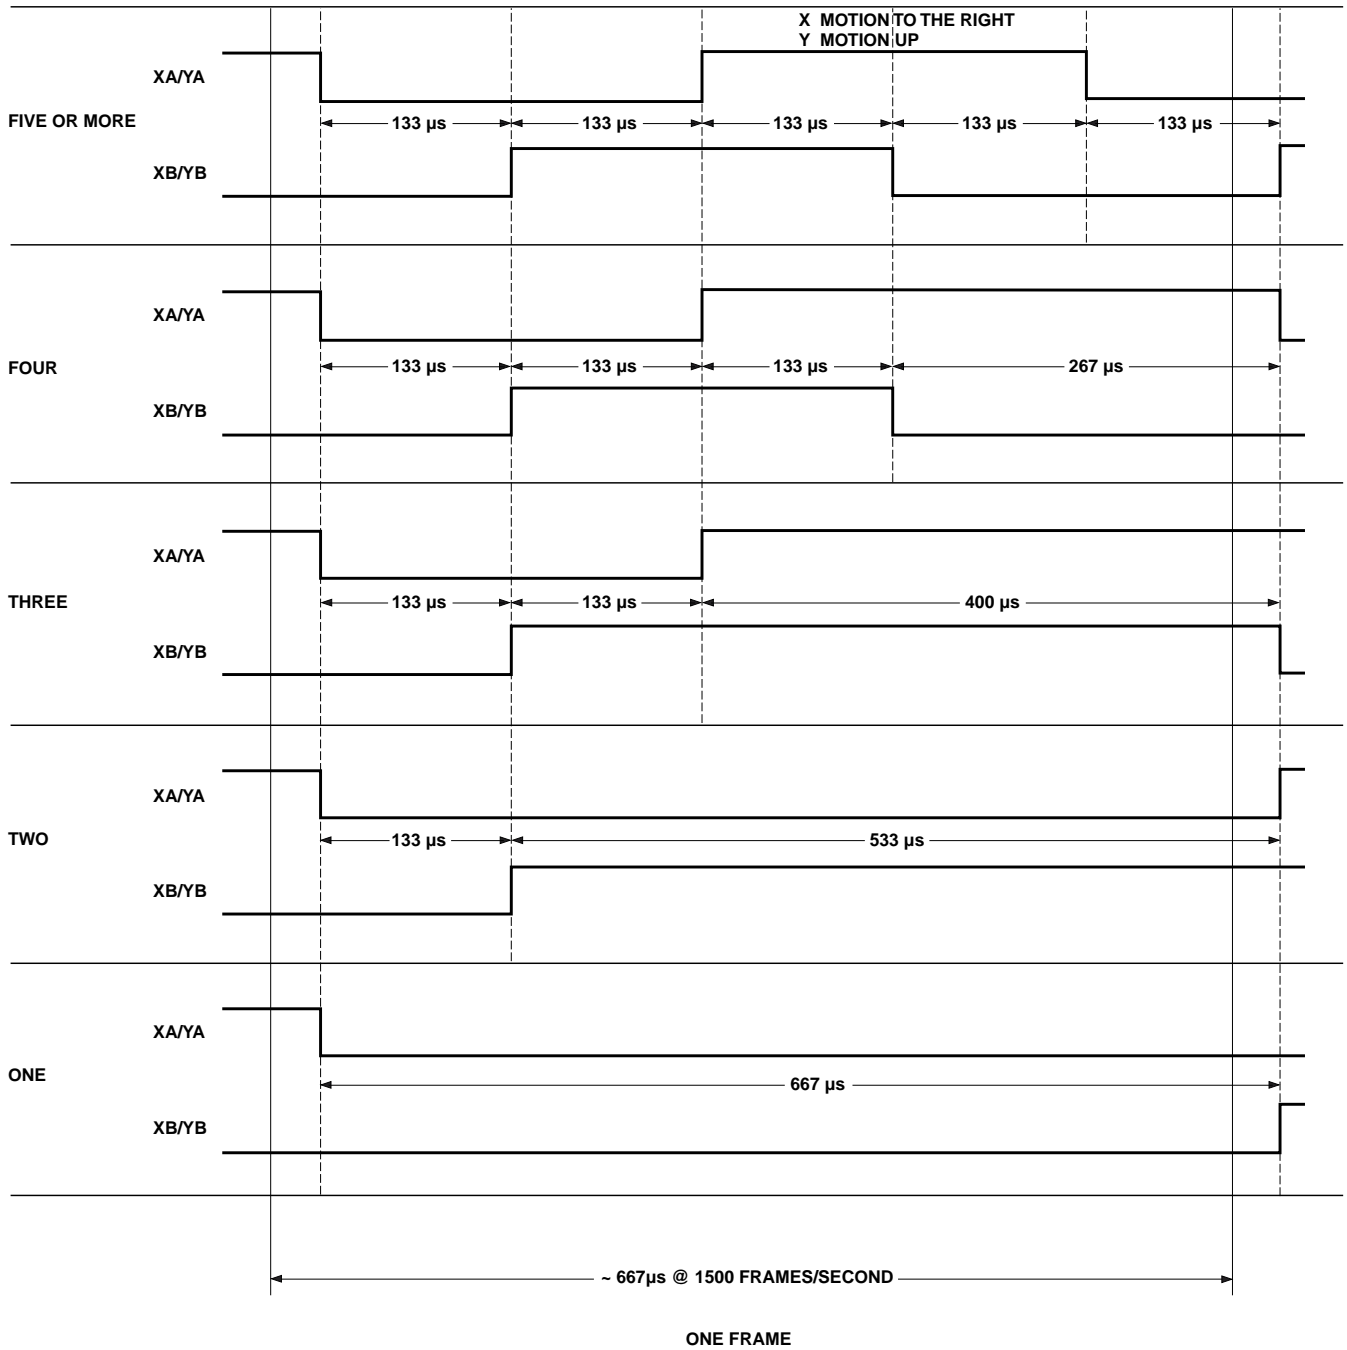 X MOTION TO THE RIGHT
Y MOTION UP
XA/YA
FIVE OR MORE
133 µs
133 µs
133 µs
133 µs
133 µs
XB/YB
XA/YA
FOUR
133 µs
133 µs
133 µs
267 µs
XB/YB
XA/YA
THREE
133 µs
133 µs
400 µs
XB/YB
XA/YA
TWO
133 µs
533 µs
XB/YB
XA/YA
ONE
667 µs
XB/YB
~ 667µs @ 1500 FRAMES/SECOND
ONE FRAME